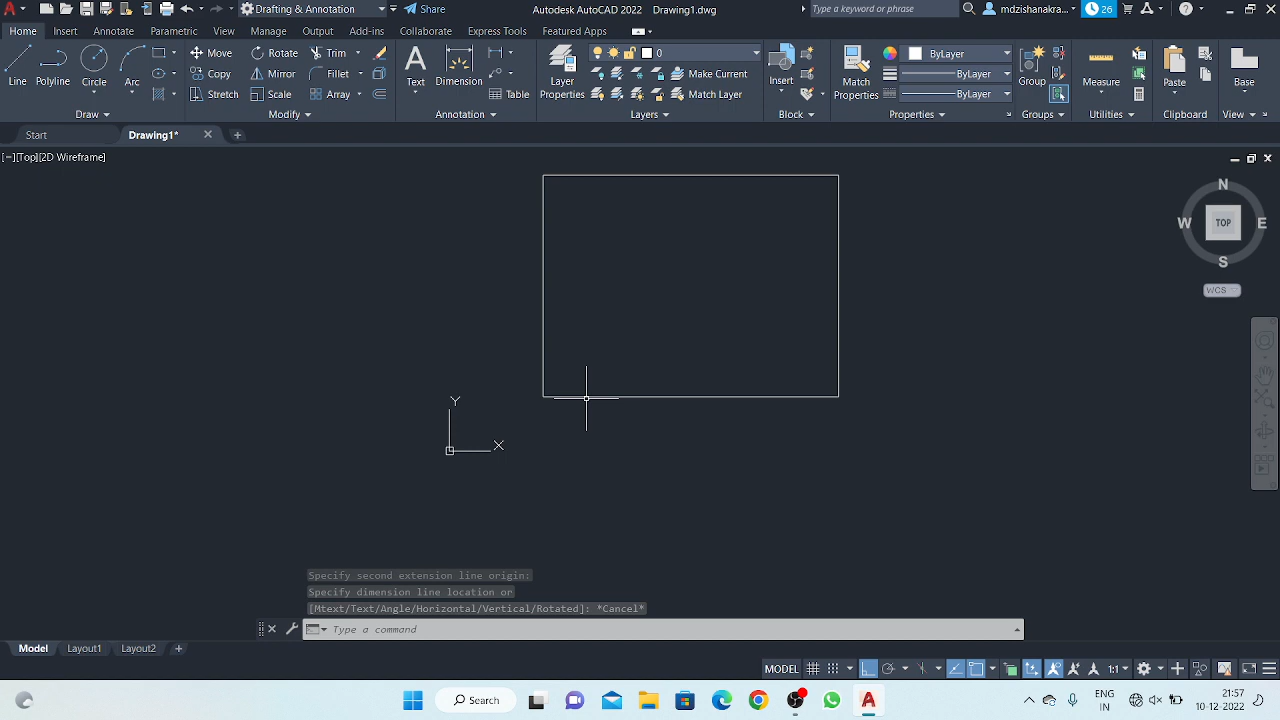 Drafting & Annotation
Share
Autodesk AutoCAD 2022 Drawing1.dwg
Type a keyword or phrase
mdzishanakra...
26
Home Insert Annotate Parametric View Manage Output Add-ins Collaborate Express Tools Featured Apps
Line Polyline Circle Arc
Move Rotate Trim
Copy Mirror Fillet
Stretch Scale Array
Text Dimension
Table
Layer Properties
0
Make Current
Match Layer
Insert
Match Properties
ByLayer
ByLayer
ByLayer
Group
Measure
Paste
Base
Draw Modify Annotation Layers Block Properties Groups Utilities Clipboard View
Start Drawing1*
[−][Top][2D Wireframe]
N
W TOP E
S
WCS
Y
X
Specify second extension line origin:
Specify dimension line location or
[Mtext/Text/Angle/Horizontal/Vertical/Rotated]: *Cancel*
Type a command
Model Layout1 Layout2
MODEL 1:1
Search
ENG
IN
21:57
10-12-2022